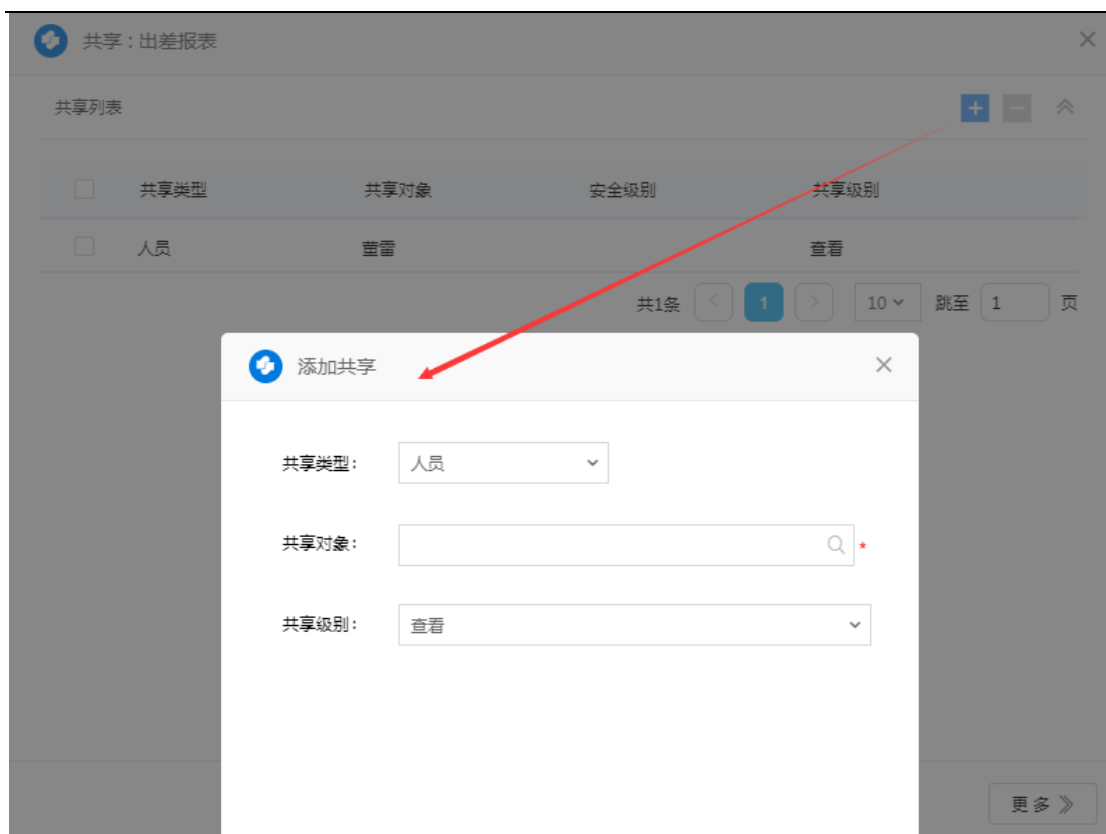 共享:出差报表
共享列表
共享类型 共享对象 安全级别 共享级别
人员 董雷 查看
共1条 1 10 跳至 1 页
添加共享
共享类型: 人员
共享对象: *
共享级别: 查看
更多